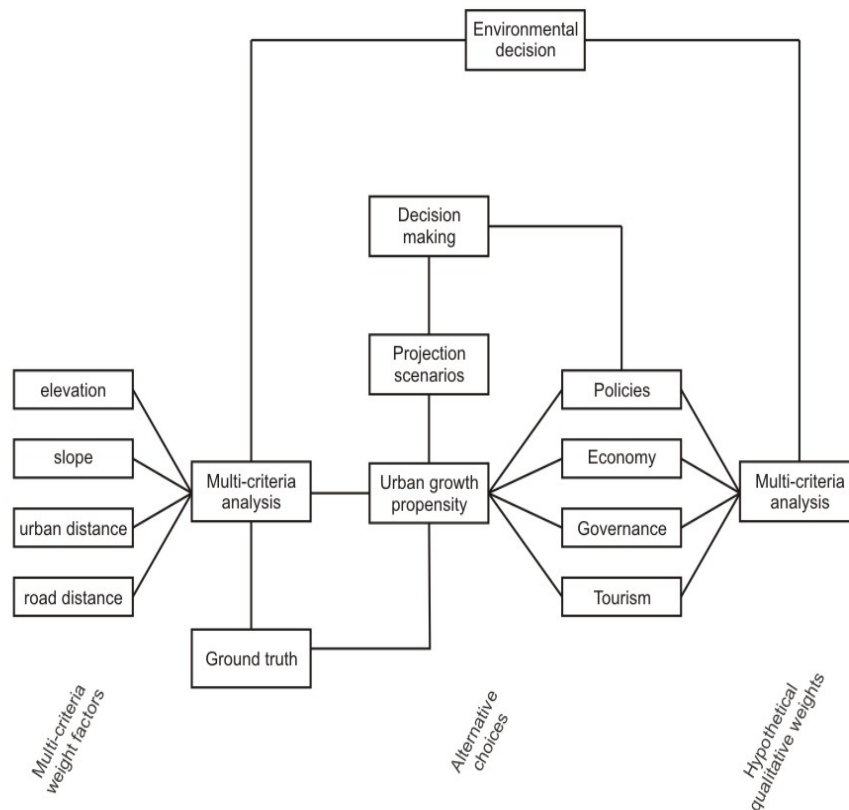 Environmental
decision
Decision
making
Projection
scenarios
elevation
slope
urban distance
road distance
Multi-criteria
analysis
Urban growth
propensity
Policies
Economy
Governance
Tourism
Multi-criteria
analysis
Ground truth
Multi-criteria
weight factors
Alternative
choices
Hypothetical
qualitative weights